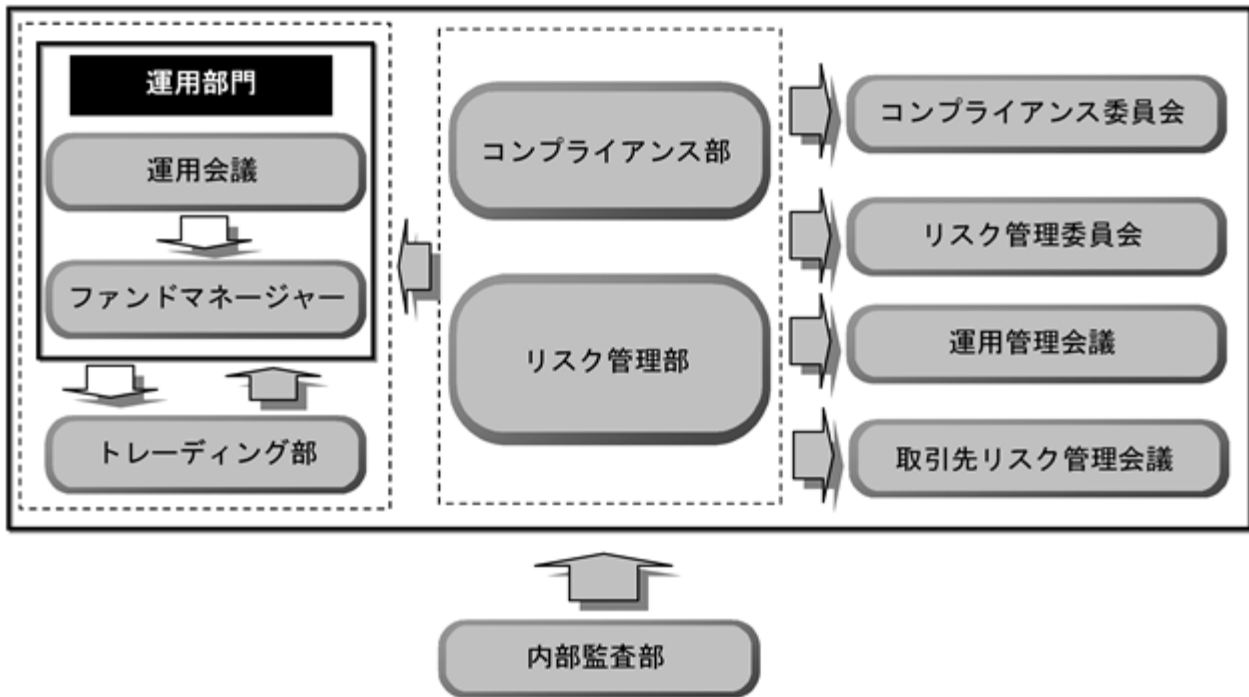 運用部門
運用会議
ファンドマネージャー
トレーディング部
コンプライアンス部
リスク管理部
コンプライアンス委員会
リスク管理委員会
運用管理会議
取引先リスク管理会議
内部監査部